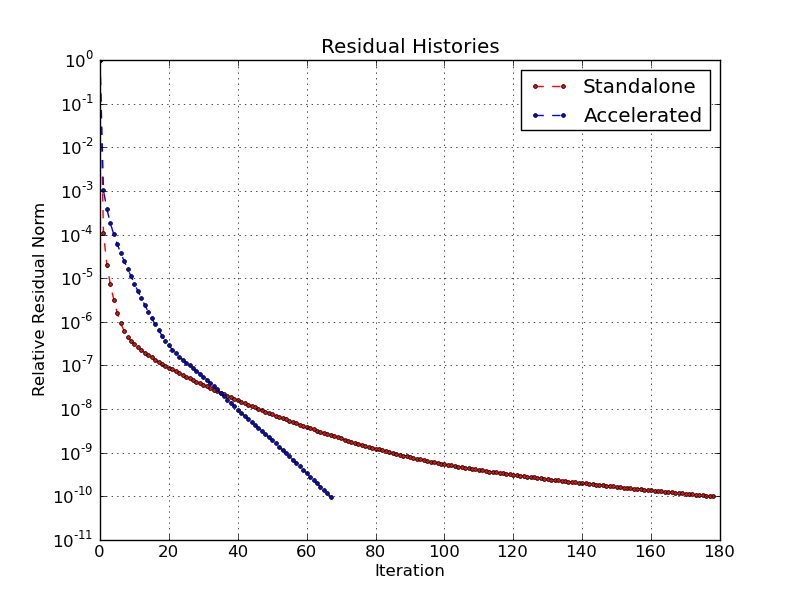 Residual Histories
Standalone
Accelerated
Relative Residual Norm
10^0
10^-1
10^-2
10^-3
10^-4
10^-5
10^-6
10^-7
10^-8
10^-9
10^-10
10^-11
0 20 40 60 80 100 120 140 160 180
Iteration